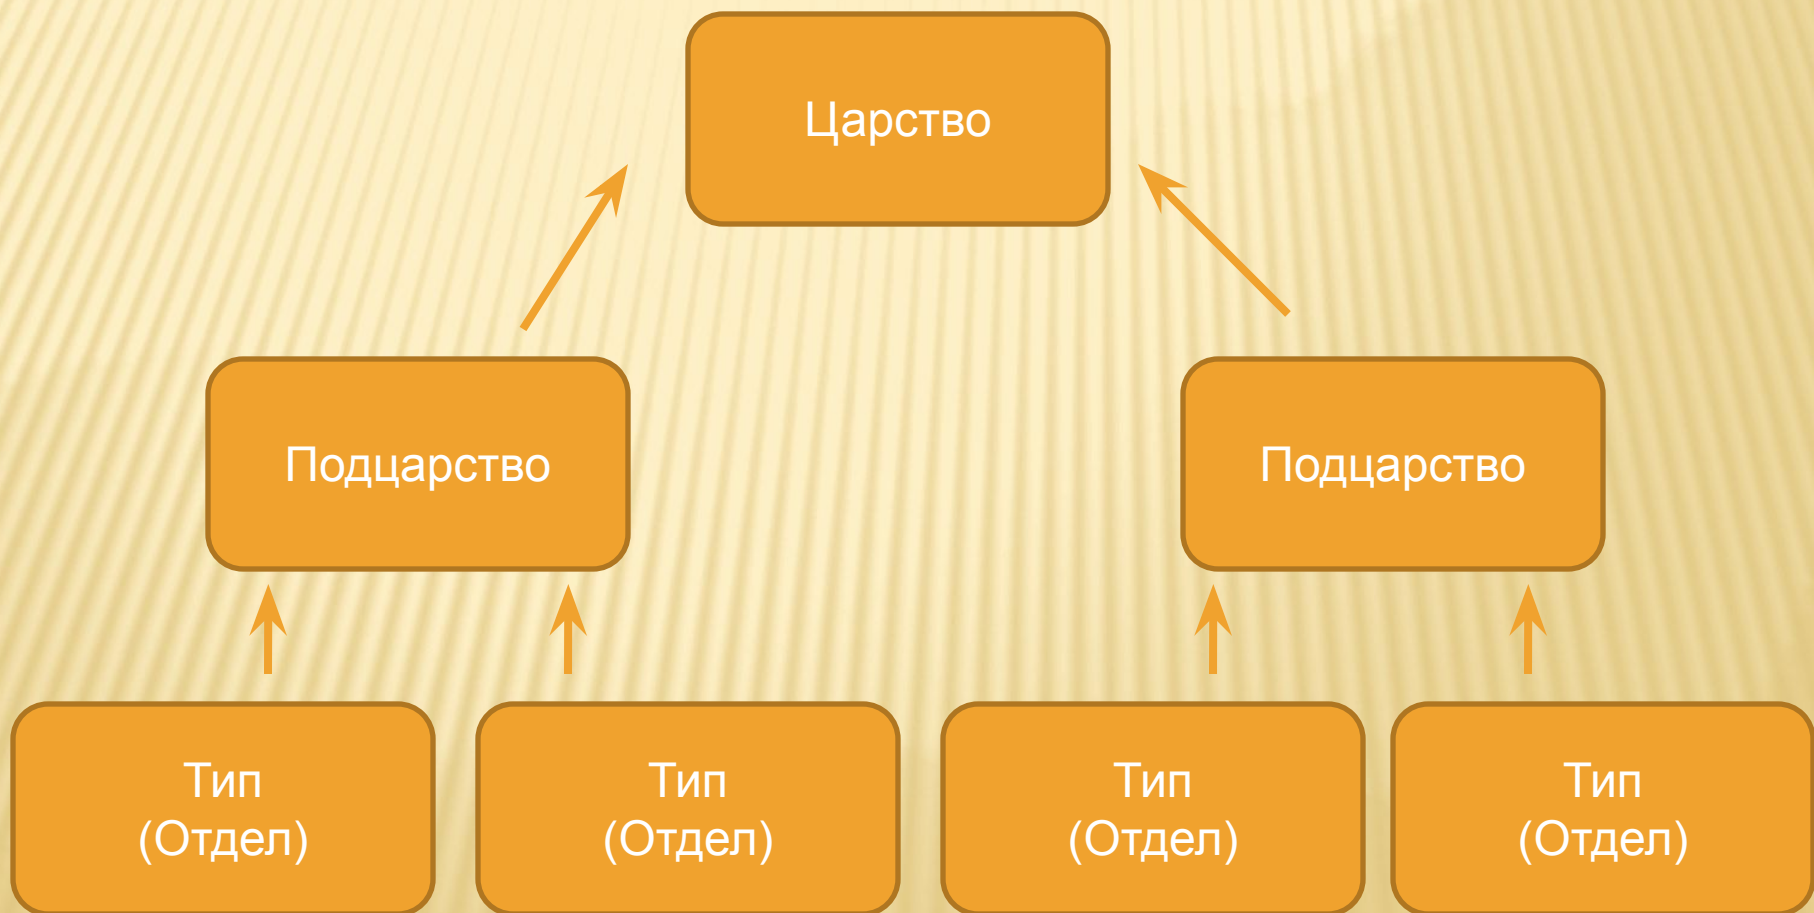 Царство
Подцарство
Подцарство
Тип
(Отдел)
Тип
(Отдел)
Тип
(Отдел)
Тип
(Отдел)